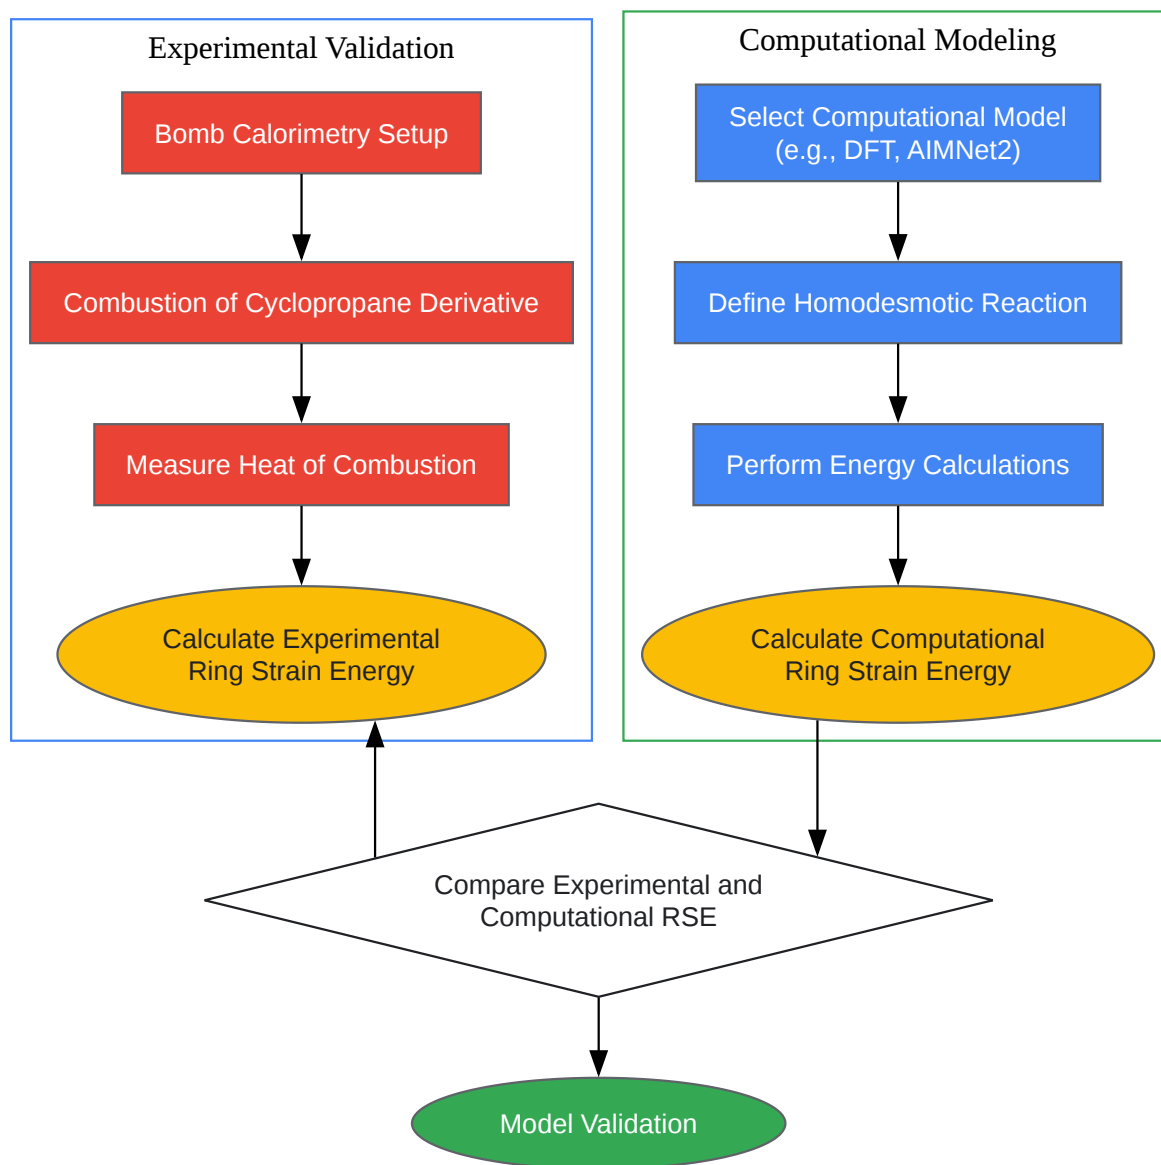 Experimental Validation
Bomb Calorimetry Setup
Combustion of Cyclopropane Derivative
Measure Heat of Combustion
Calculate Experimental
Ring Strain Energy
Computational Modeling
Select Computational Model
(e.g., DFT, AIMNet2)
Define Homodesmotic Reaction
Perform Energy Calculations
Calculate Computational
Ring Strain Energy
Compare Experimental and
Computational RSE
Model Validation